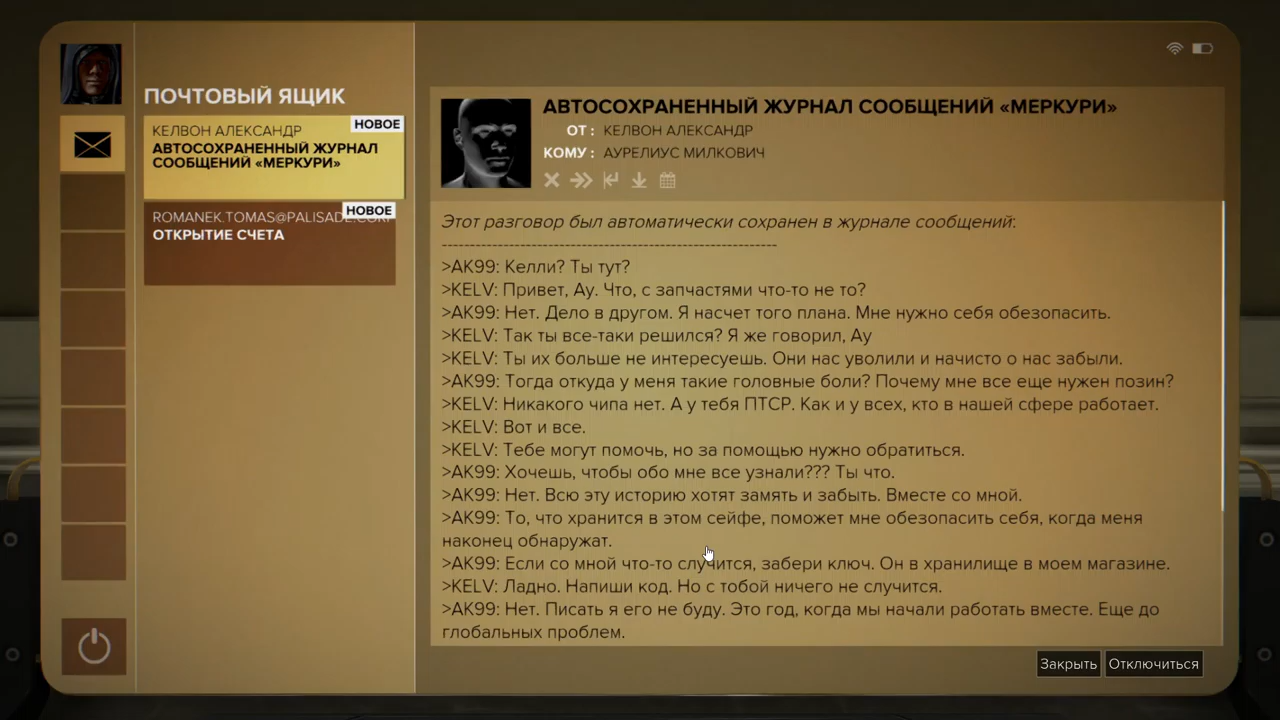 ПОЧТОВЫЙ ЯЩИК
НОВОЕ
КЕЛВОН АЛЕКСАНДР
АВТОСОХРАНЕННЫЙ ЖУРНАЛ
СООБЩЕНИЙ «МЕРКУРИ»
НОВОЕ
ОТКРЫТИЕ СЧЕТА
АВТОСОХРАНЕННЫЙ ЖУРНАЛ СООБЩЕНИЙ «МЕРКУРИ»
ОТ : КЕЛВОН АЛЕКСАНДР
КОМУ : АУРЕЛИУС МИЛКОВИЧ
Этот разговор был автоматически сохранен в журнале сообщений:
------------------------------------------------------------
>AK99: Келли? Ты тут?
>KELV: Привет, Ау. Что, с запчастями что-то не то?
>AK99: Нет. Дело в другом. Я насчет того плана. Мне нужно себя обезопасить.
>KELV: Так ты все-таки решился? Я же говорил, Ау
>KELV: Ты их больше не интересуешь. Они нас уволили и начисто о нас забыли.
>AK99: Тогда откуда у меня такие головные боли? Почему мне все еще нужен позин?
>KELV: Никакого чипа нет. А у тебя ПТСР. Как и у всех, кто в нашей сфере работает.
>KELV: Вот и все.
>KELV: Тебе могут помочь, но за помощью нужно обратиться.
>AK99: Хочешь, чтобы обо мне все узнали??? Ты что.
>AK99: Нет. Всю эту историю хотят замять и забыть. Вместе со мной.
>AK99: То, что хранится в этом сейфе, поможет мне обезопасить себя, когда меня
наконец обнаружат.
>AK99: Если со мной что-то случится, забери ключ. Он в хранилище в моем магазине.
>KELV: Ладно. Напиши код. Но с тобой ничего не случится.
>AK99: Нет. Писать я его не буду. Это год, когда мы начали работать вместе. Еще до
глобальных проблем.
Закрыть
Отключиться